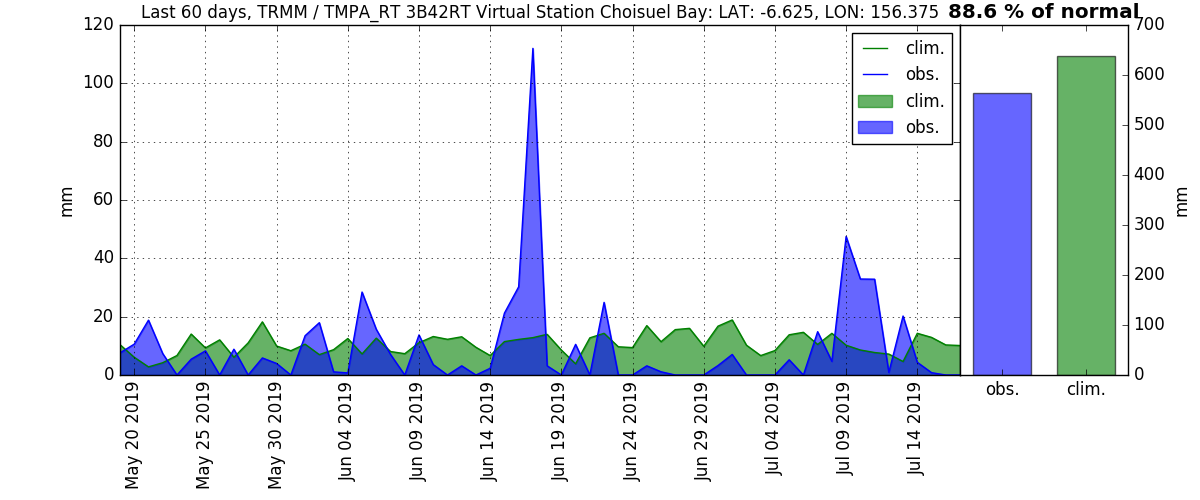 Last 60 days, TRMM / TMPA_RT 3B42RT Virtual Station Choisuel Bay: LAT: -6.625, LON: 156.375 88.6 % of normal
120
100
80
60
40
20
0
mm
clim.
obs.
clim.
obs.
May 20 2019
May 25 2019
May 30 2019
Jun 04 2019
Jun 09 2019
Jun 14 2019
Jun 19 2019
Jun 24 2019
Jun 29 2019
Jul 04 2019
Jul 09 2019
Jul 14 2019
700
600
500
400
300
200
100
0
mm
obs.
clim.